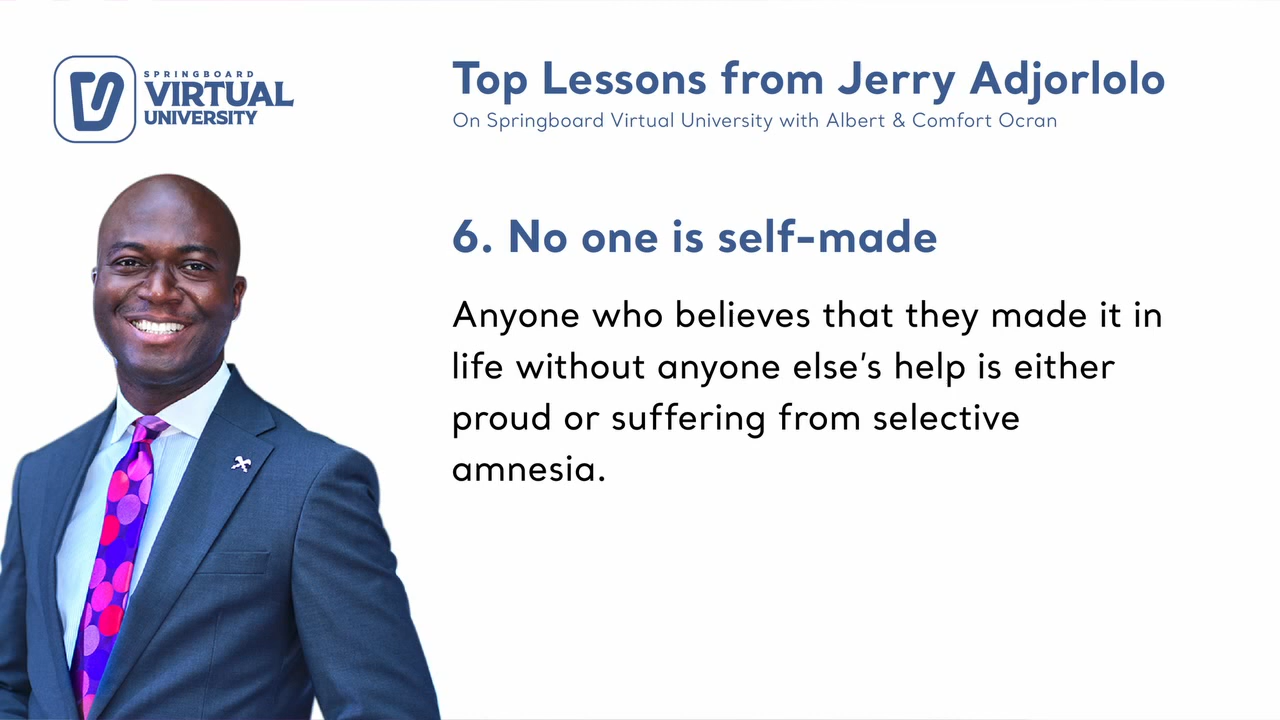 SPRINGBOARD
VIRTUAL
UNIVERSITY
Top Lessons from Jerry Adjorlolo
On Springboard Virtual University with Albert & Comfort Ocran
6. No one is self-made
Anyone who believes that they made it in
life without anyone else's help is either
proud or suffering from selective
amnesia.